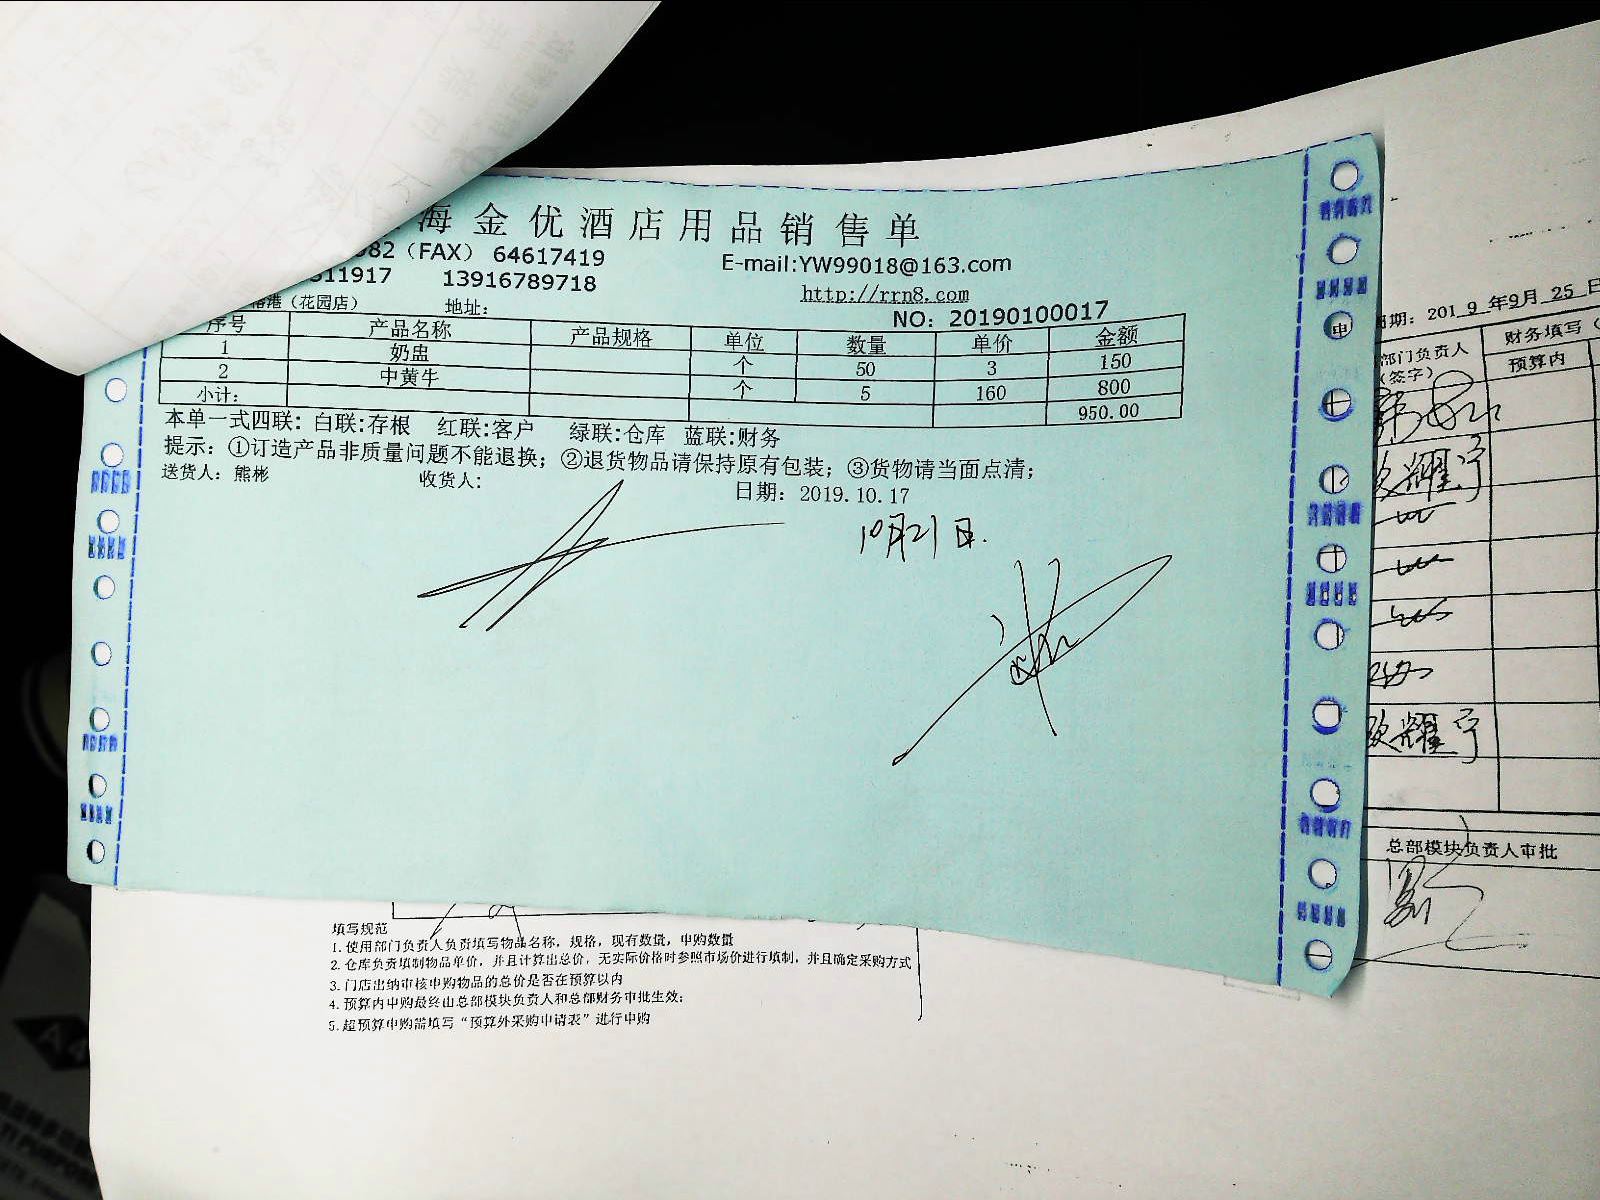 海金优酒店用品销售单
982（FAX） 64617419
E-mail:YW99018@163.com
511917 13916789718
http://rrn8.com
港（花园店） 地址:
NO: 20190100017
序号 产品名称 产品规格 单位 数量 单价 金额
1 奶盅 个 50 3 150
2 中黄牛 个 5 160 800
小计: 950.00
本单一式四联: 白联:存根 红联:客户 绿联:仓库 蓝联:财务
提示: ①订造产品非质量问题不能退换; ②退货物品请保持原有包装; ③货物请当面点清;
送货人: 熊彬 收货人: 日期: 2019.10.17
10月21日.
期: 2019年9月25日
部门负责人
(签字)
财务填写（
预算内
耀宁
耀宁
总部模块负责人审批
填写规范
1. 使用部门负责人负责填写物品名称, 规格, 现有数量, 申购数量
2. 仓库负责填制物品单价, 并且计算出总价, 无实际价格时参照市场价进行填制, 并且确定采购方式
3. 门店出纳审核申购物品的总价是否在预算以内
4. 预算内申购最终由总部模块负责人和总部财务审批生效;
5. 超预算申购需填写“预算外采购申请表”进行申购
A4